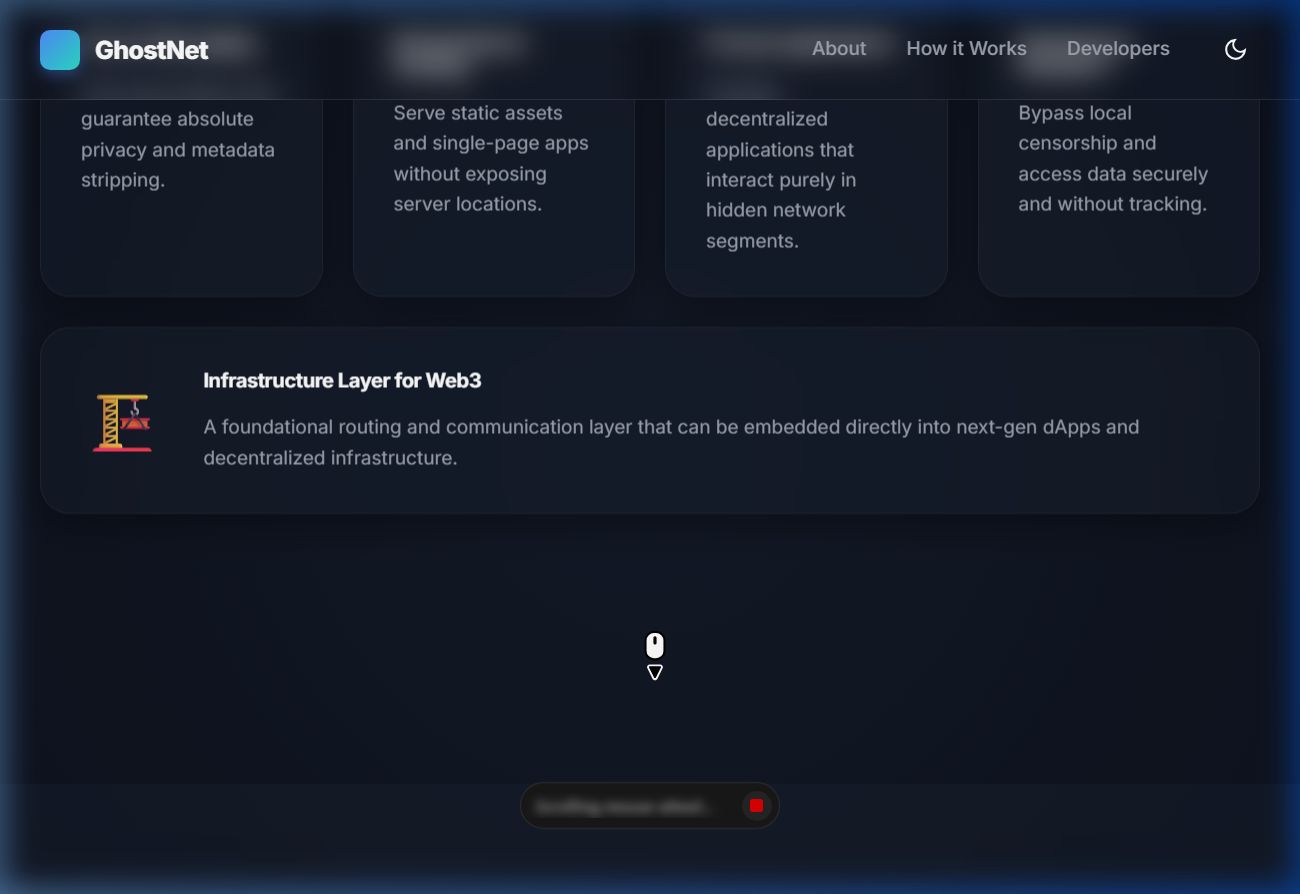 GhostNet
About
How it Works
Developers
guarantee absolute
privacy and metadata
stripping.
Serve static assets
and single-page apps
without exposing
server locations.
decentralized
applications that
interact purely in
hidden network
segments.
Bypass local
censorship and
access data securely
and without tracking.
Infrastructure Layer for Web3
A foundational routing and communication layer that can be embedded directly into next-gen dApps and
decentralized infrastructure.